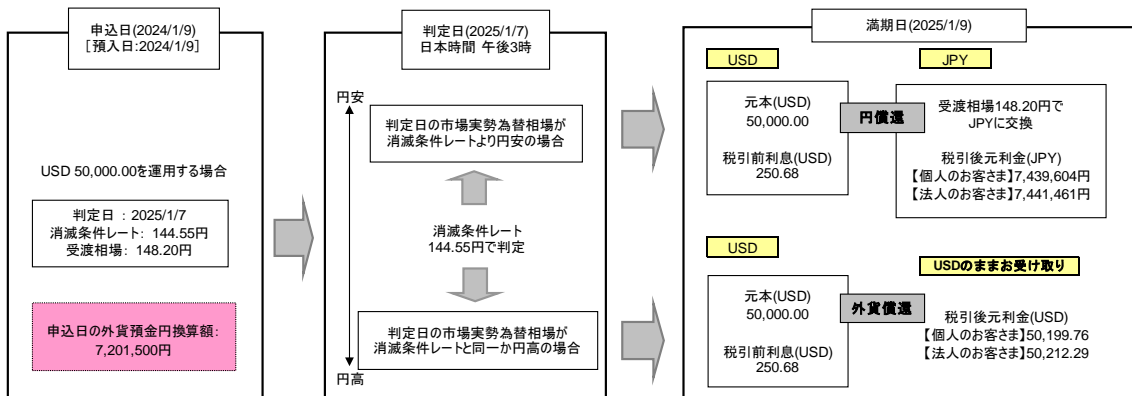 申込日(2024/1/9)
[預入日:2024/1/9]
USD 50,000.00を運用する場合
判定日 : 2025/1/7
消滅条件レート: 144.55円
受渡相場: 148.20円
申込日の外貨預金円換算額:
7,201,500円
判定日(2025/1/7)
日本時間 午後3時
円安
判定日の市場実勢為替相場が
消滅条件レートより円安の場合
消滅条件レート
144.55円で判定
判定日の市場実勢為替相場が
消滅条件レートと同一か円高の場合
円高
満期日(2025/1/9)
USD
JPY
元本(USD)
50,000.00
税引前利息(USD)
250.68
円償還
受渡相場148.20円で
JPYに交換
税引後元利金(JPY)
【個人のお客さま】7,439,604円
【法人のお客さま】7,441,461円
USD
USDのままお受け取り
元本(USD)
50,000.00
税引前利息(USD)
250.68
外貨償還
税引後元利金(USD)
【個人のお客さま】50,199.76
【法人のお客さま】50,212.29